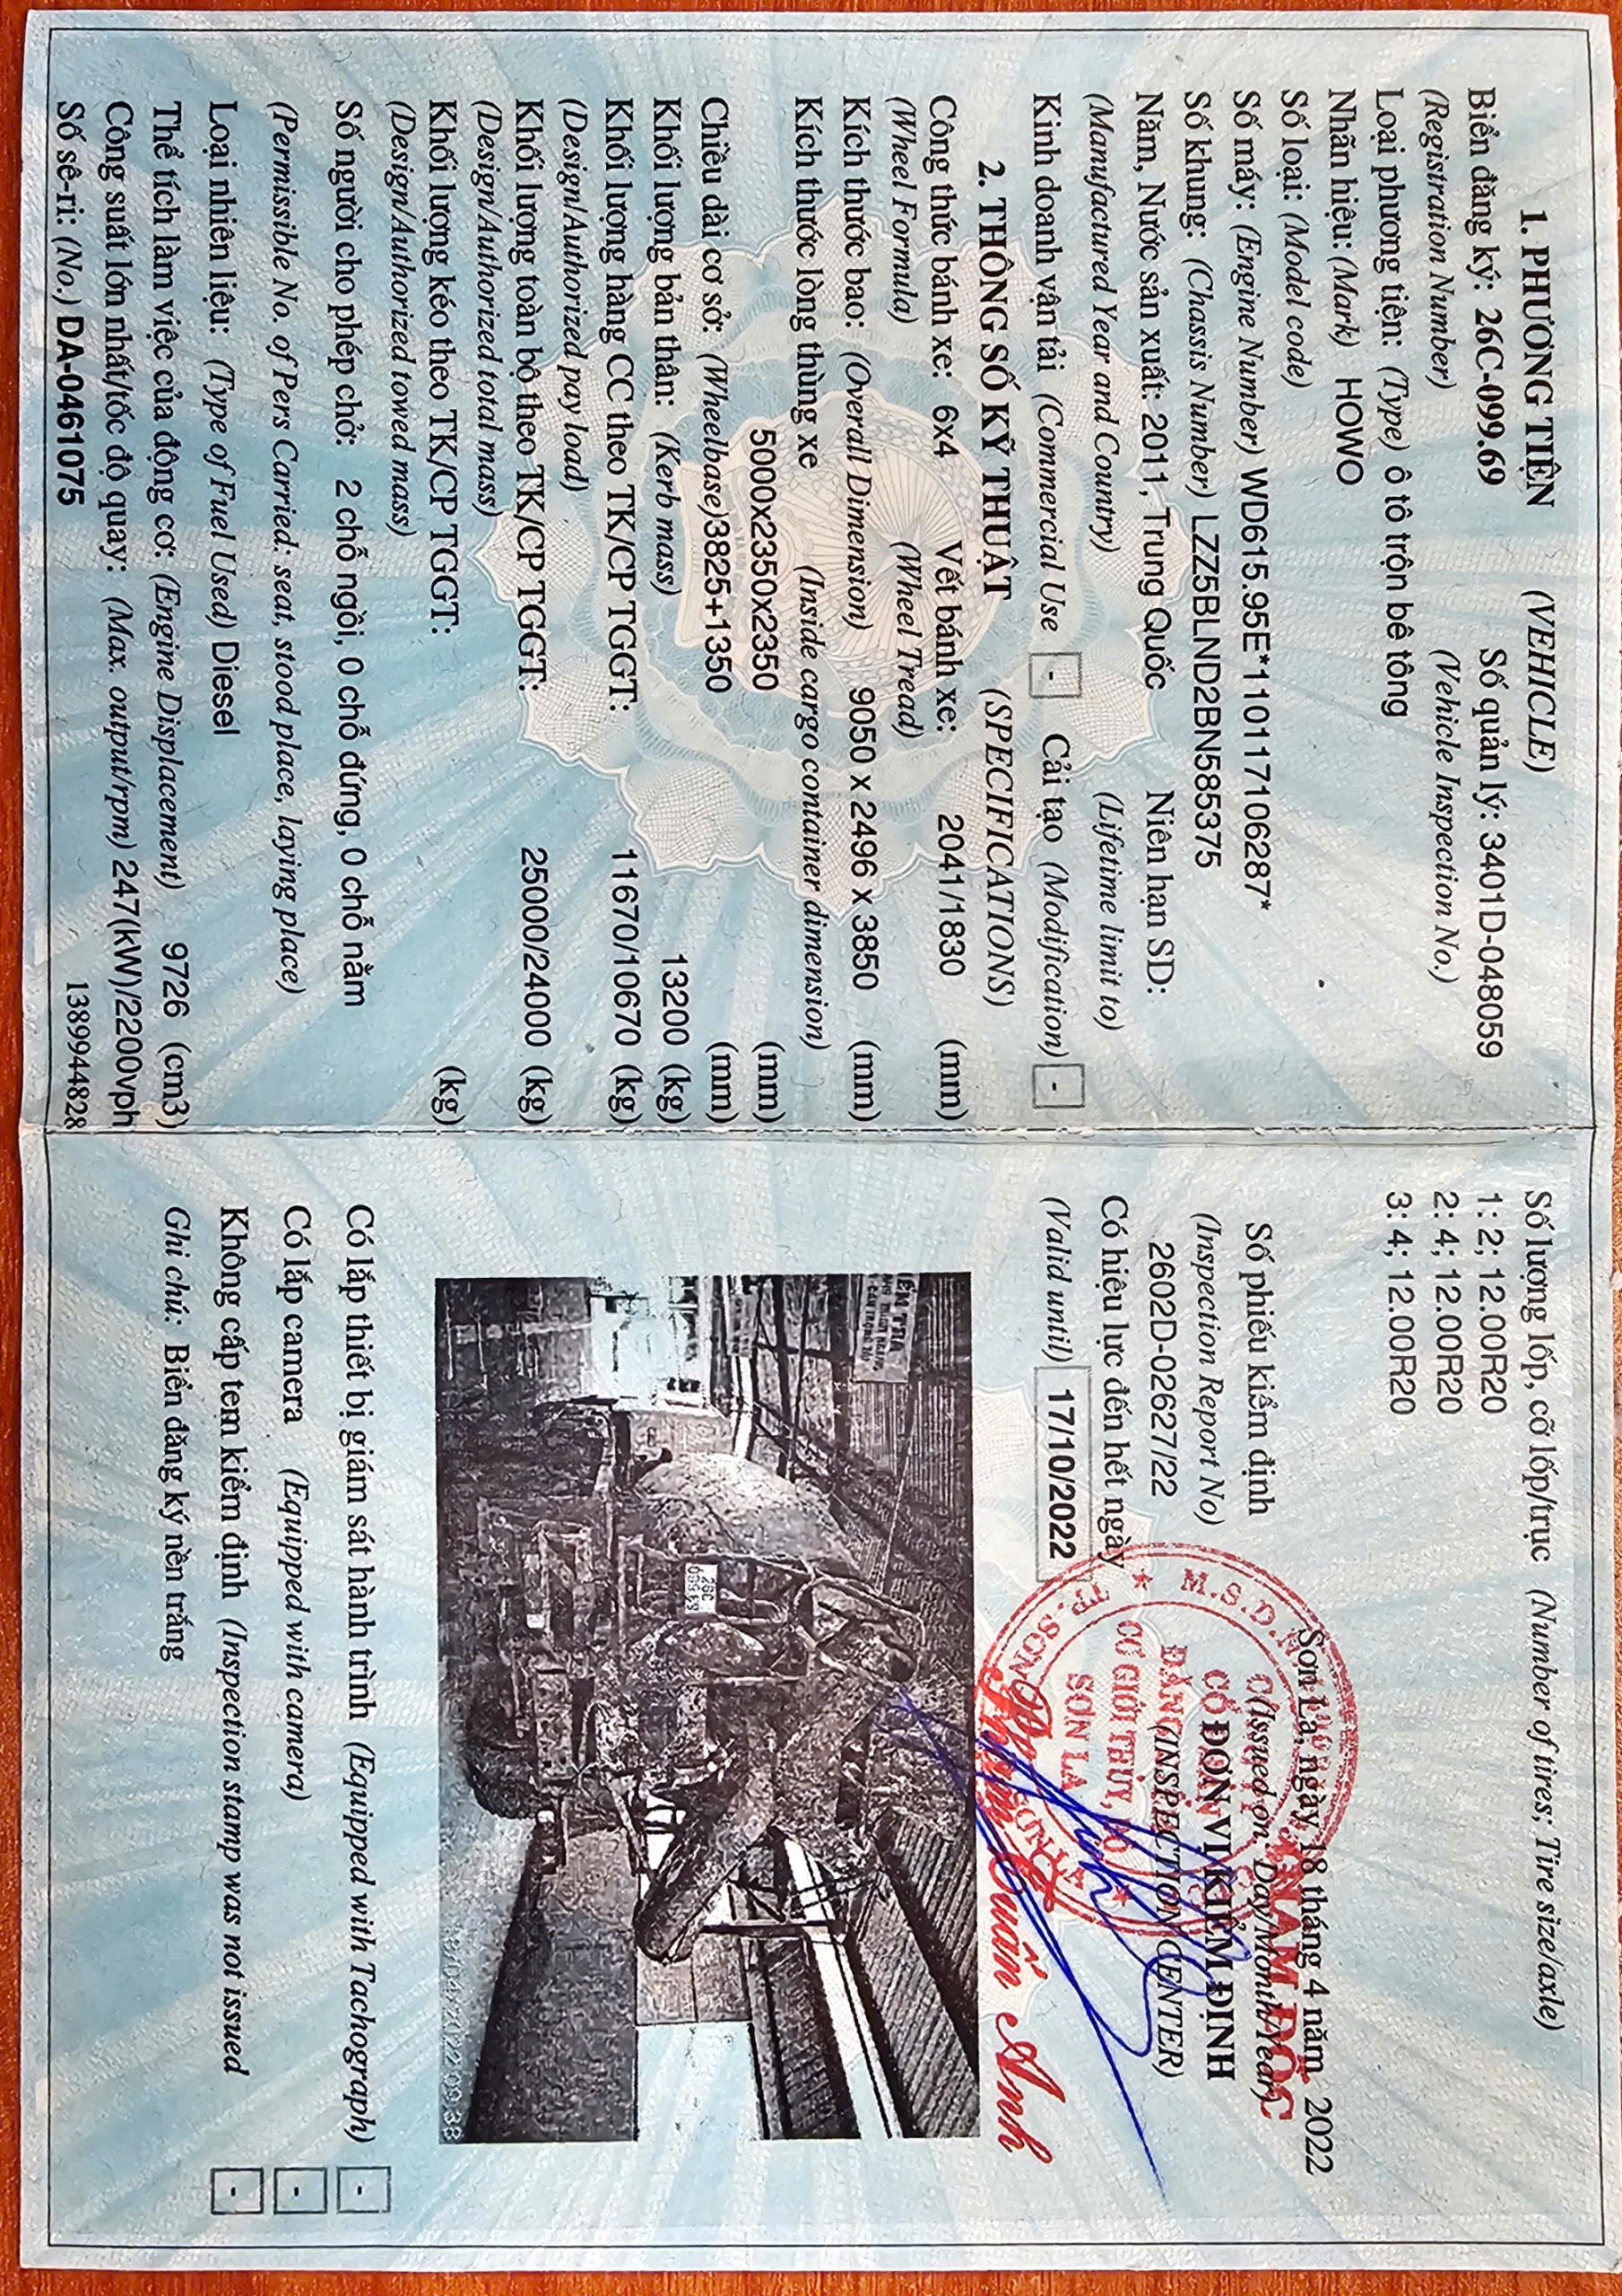 1. PHƯƠNG TIỆN (VEHICLE)
Biển đăng ký: 26C-099.69 Số quản lý: 3401D-048059
(Registration Number) (Vehicle Inspection No.)
Loại phương tiện: (Type) ô tô trộn bê tông
Nhãn hiệu: (Mark) HOWO
Số loại: (Model code)
Số máy: (Engine Number) WD615.95E*110117106287*
Số khung: (Chassis Number) LZZ5BLND2BN585375
Năm, Nước sản xuất: 2011, Trung Quốc Niên hạn SD:
(Manufactured Year and Country) (Lifetime limit to)
Kinh doanh vận tải (Commercial Use - Cải tạo (Modification) -
2. THÔNG SỐ KỸ THUẬT (SPECIFICATIONS)
Công thức bánh xe: 6x4 Vết bánh xe: 2041/1830 (mm)
(Wheel Formula) (Wheel Tread)
Kích thước bao: (Overall Dimension) 9050 x 2496 x 3850 (mm)
Kích thước lòng thùng xe (Inside cargo container dimension)
5000x2350x2350 (mm)
Chiều dài cơ sở: (Wheelbase)3825+1350 (mm)
Khối lượng bản thân: (Kerb mass) 13200 (kg)
Khối lượng hàng CC theo TK/CP TGGT: 11670/10670 (kg)
(Design/Authorized pay load)
Khối lượng toàn bộ theo TK/CP TGGT: 25000/24000 (kg)
(Design/Authorized total mass)
Khối lượng kéo theo TK/CP TGGT: (kg)
(Design/Authorized towed mass)
Số người cho phép chở: 2 chỗ ngồi, 0 chỗ đứng, 0 chỗ nằm
(Permissible No. of Pers Carried: seat, stood place, laying place)
Loại nhiên liệu: (Type of Fuel Used) Diesel
Thể tích làm việc của động cơ: (Engine Displacement) 9726 (cm3)
Công suất lớn nhất/tốc độ quay: (Max. output/rpm) 247(kW)/2200vph
Số sê-ri: (No.) DA-0461075 1389944828
Số lượng lốp, cỡ lốp/trục (Number of tires; Tire size/axle)
1: 2; 12.00R20
2: 4; 12.00R20
3: 4; 12.00R20
Sơn La, ngày 18 tháng 4 năm 2022
(Issued on, Day/Month/Year)
Số phiếu kiểm định
ĐƠN VỊ KIỂM ĐỊNH
(Inspection Report No)
(INSPECTION CENTER)
2602D-02627/22
Có hiệu lực đến hết ngày
(Valid until) 17/10/2022
M.S.D.N
ĐĂNG
CƠ GIỚI THỦY, BỘ
SƠN LA
GIÁM ĐỐC
Tuấn Anh
26C
099.69
Có lắp thiết bị giám sát hành trình (Equipped with Tachograph) -
Có lắp camera (Equipped with camera) -
Không cấp tem kiểm định (Inspection stamp was not issued -
Ghi chú: Biển đăng ký nền trắng